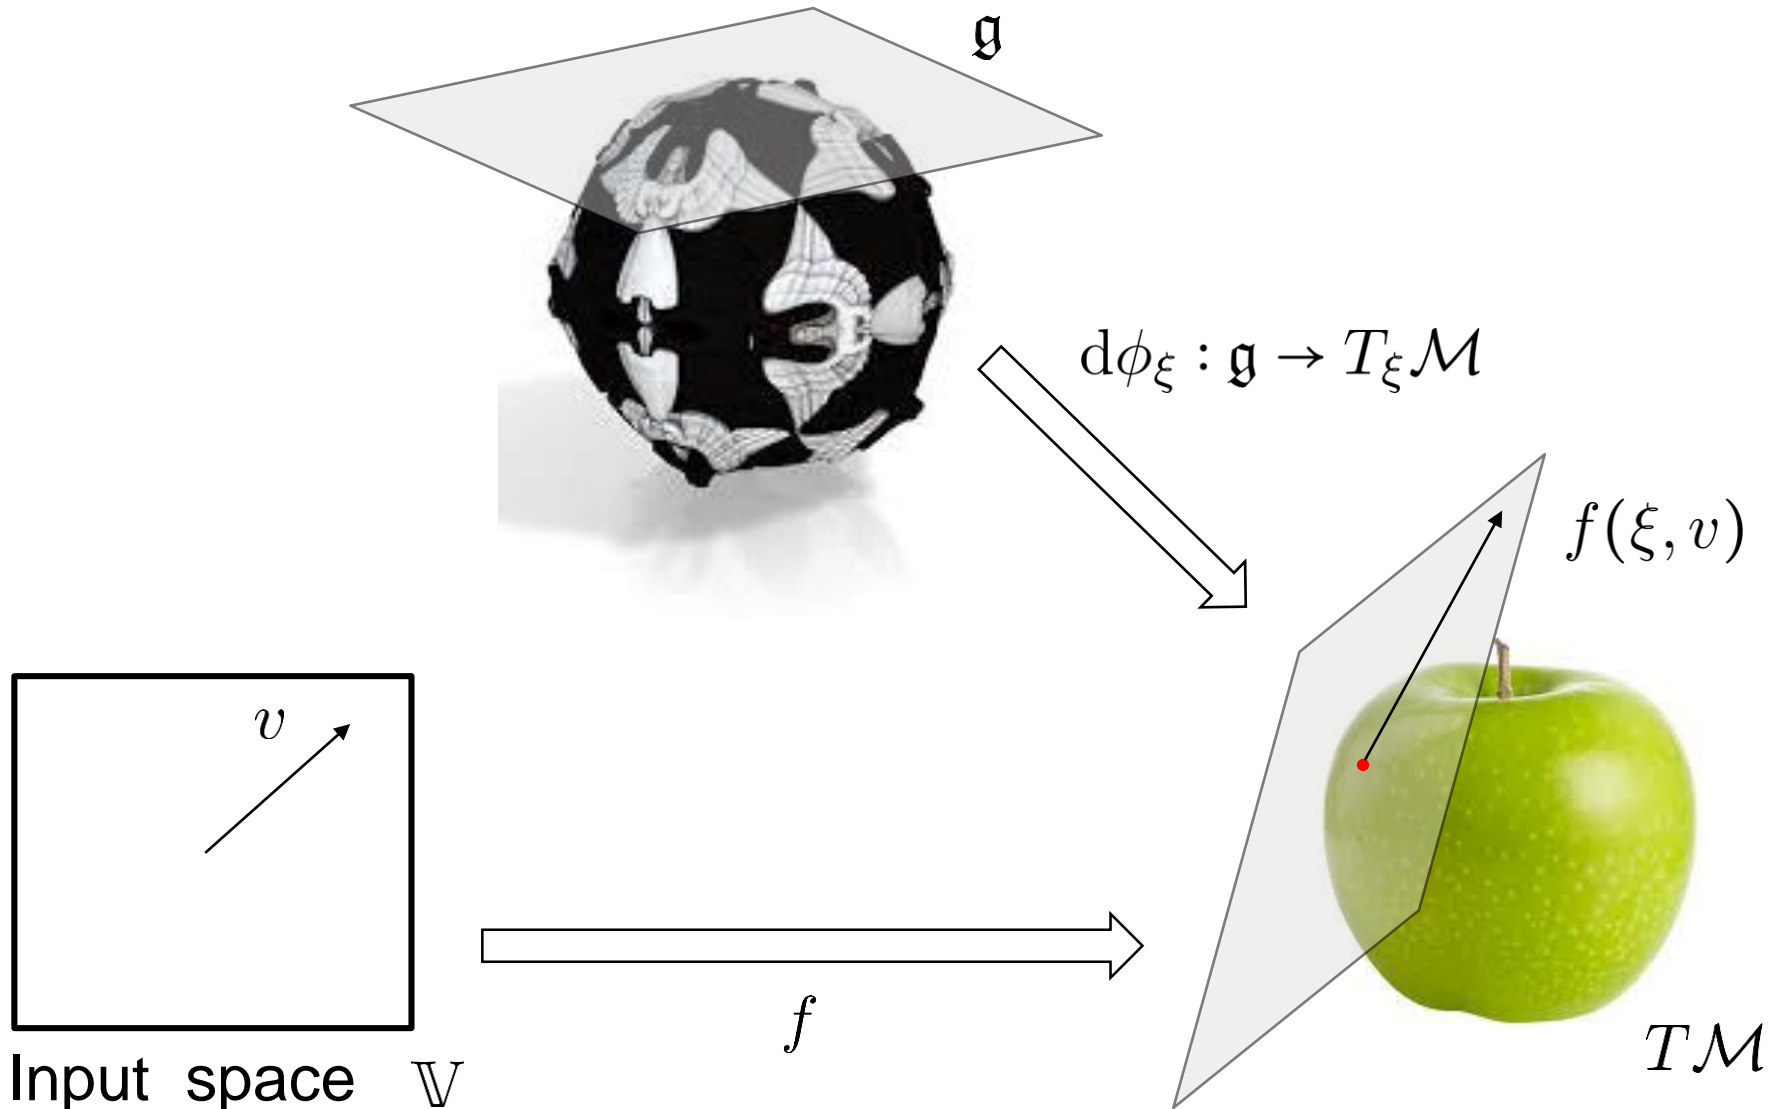 𝔤
dϕ_ξ : 𝔤 → T_ξℳ
f(ξ, v)
v
f
Tℳ
Input space 𝕍